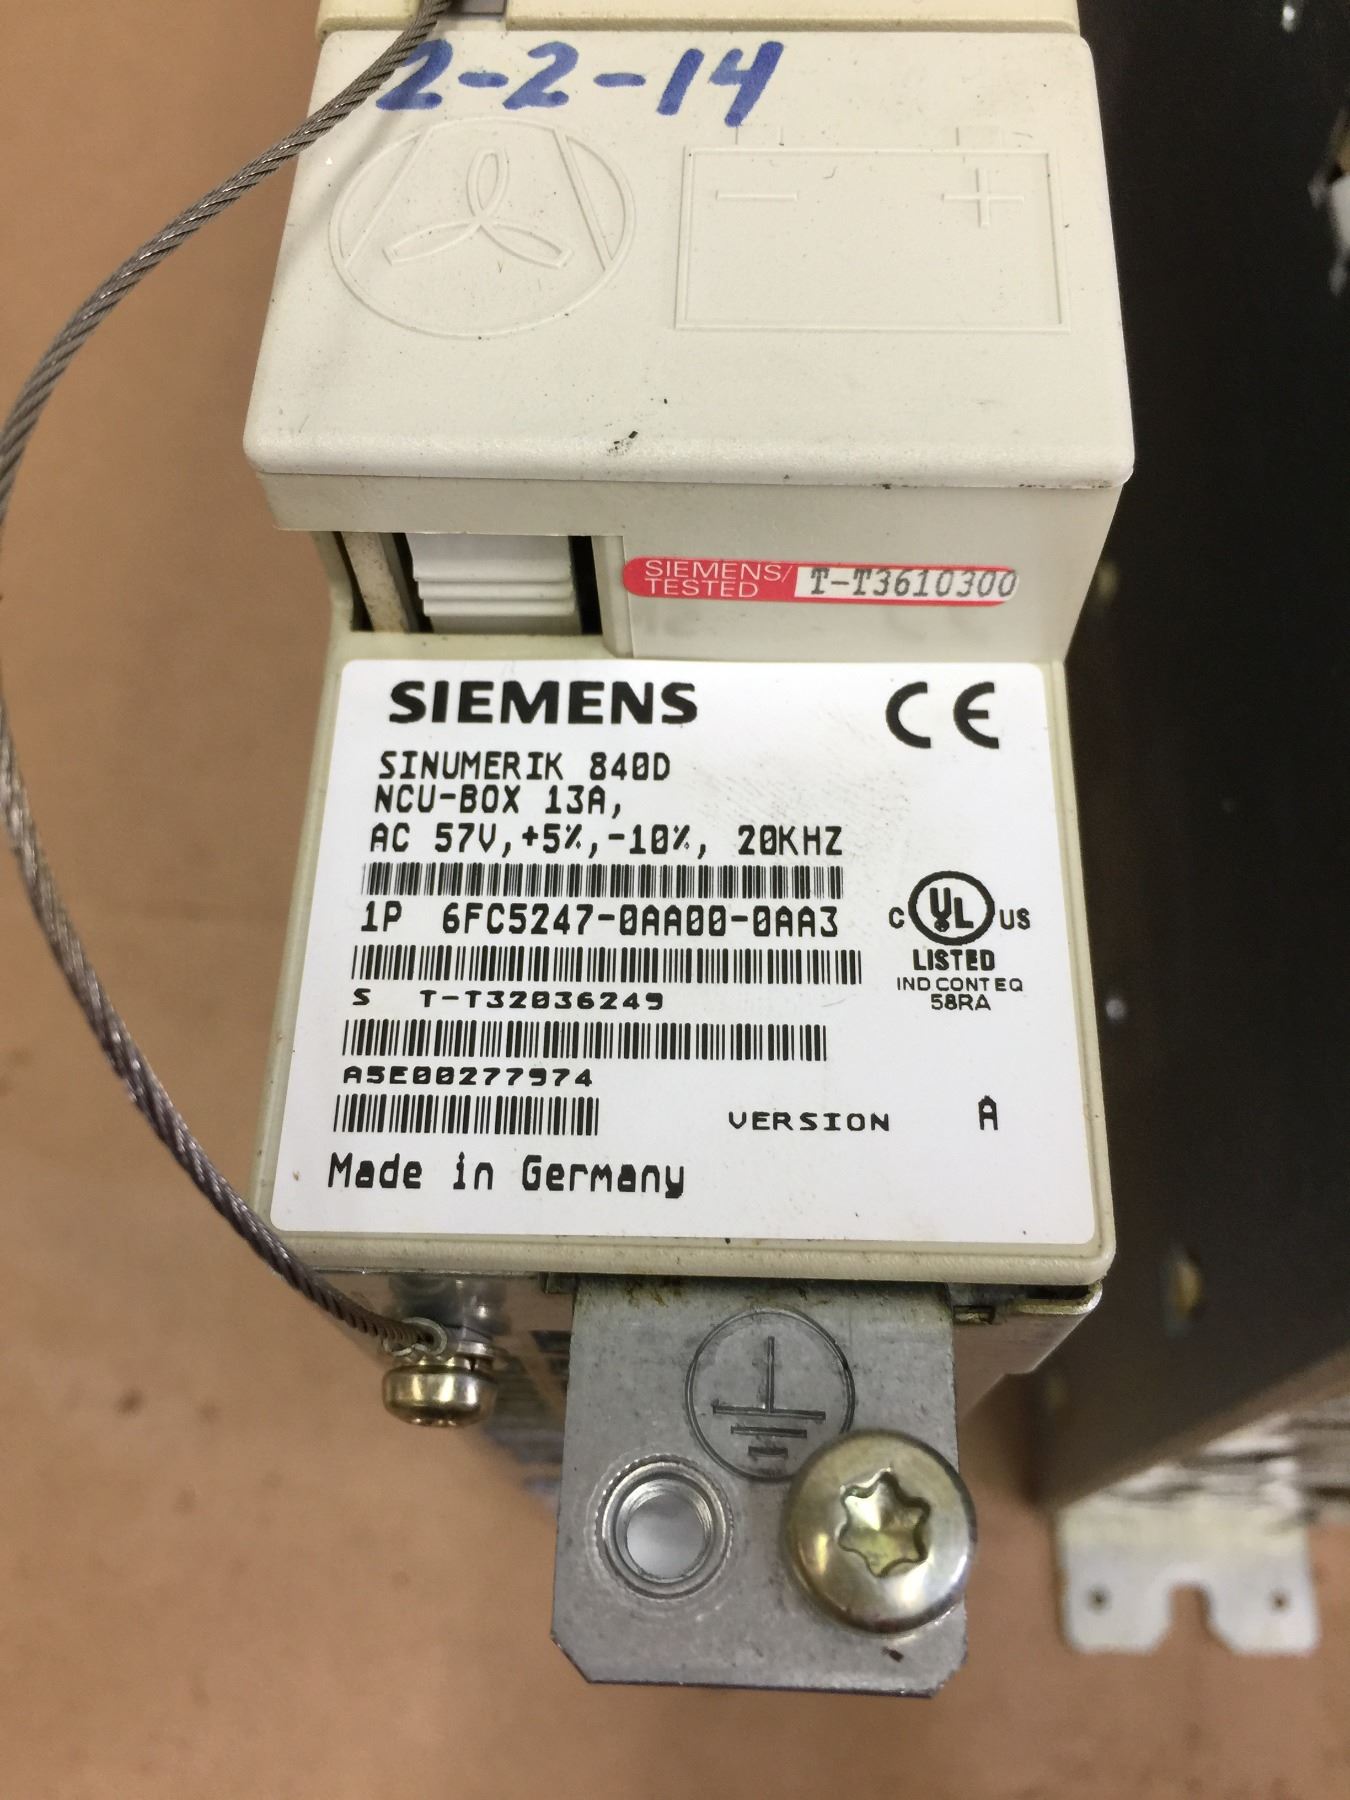 2-2-14
- +
SIEMENS/
TESTED T-T3610300
SIEMENS CE
SINUMERIK 840D
NCU-BOX 13A,
AC 57V,+5%,-10%, 20KHZ
1P 6FC5247-0AA00-0AA3
C UL US
LISTED
IND CONT EQ
58RA
S T-T32036249
A5E00277974
VERSION A
Made in Germany